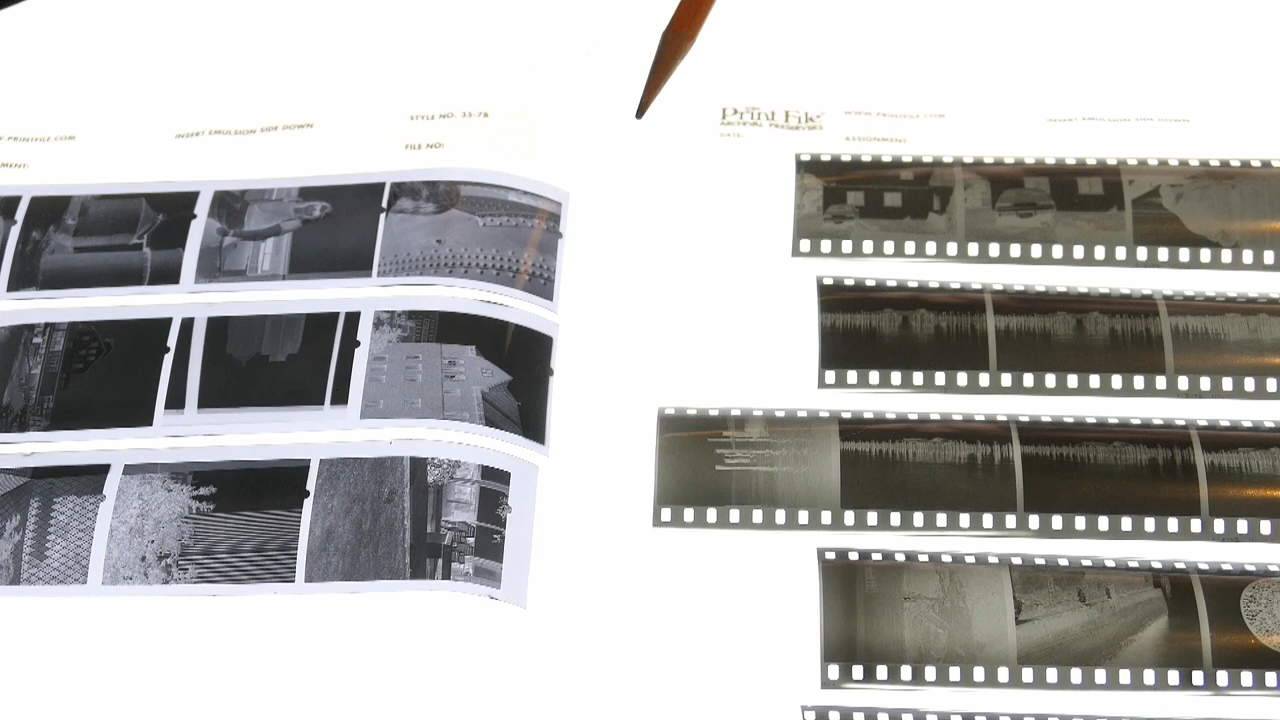 W.PRINTFILE.COM
INSERT EMULSION SIDE DOWN
STYLE NO. 35-7B
MENT:
FILE NO:
Print File
ARCHIVAL PRESERVERS
WWW.PRINTFILE.COM
INSERT EMULSION SIDE DOWN
DATE:
ASSIGNMENT: